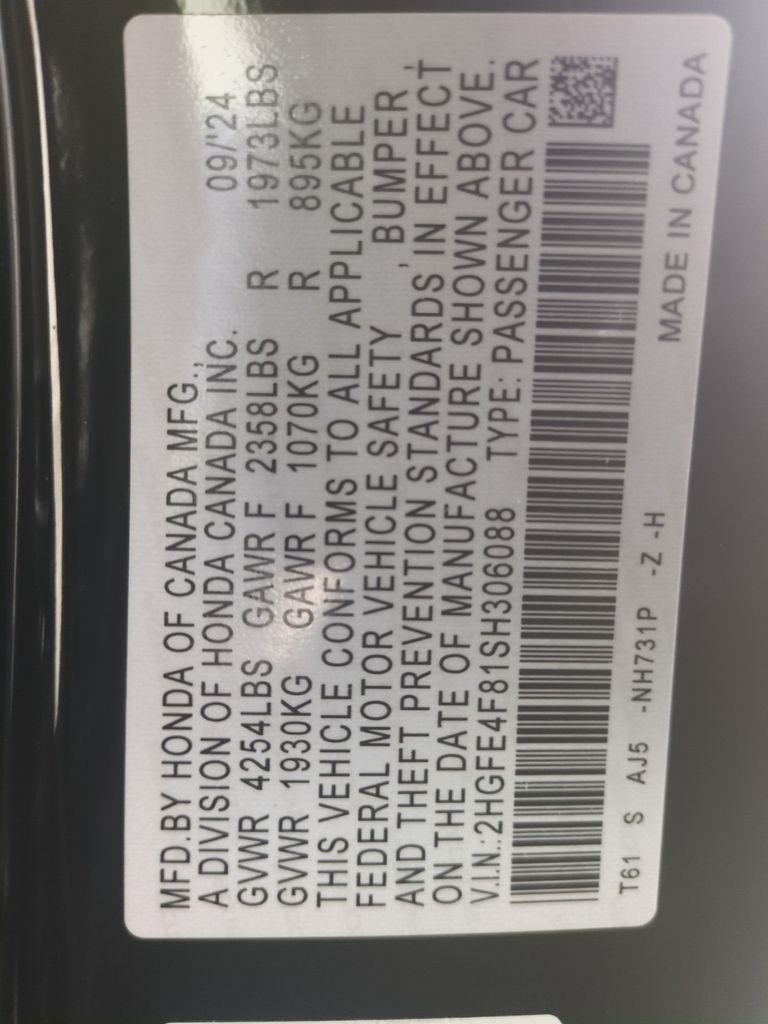 MFD.BY HONDA OF CANADA MFG.,
A DIVISION OF HONDA CANADA INC. 09/'24
GVWR 4254LBS GAWR F 2358LBS R 1973LBS
GVWR 1930KG GAWR F 1070KG R 895KG
THIS VEHICLE CONFORMS TO ALL APPLICABLE
FEDERAL MOTOR VEHICLE SAFETY , BUMPER ,
AND THEFT PREVENTION STANDARDS IN EFFECT
ON THE DATE OF MANUFACTURE SHOWN ABOVE.
V.I.N.:2HGFE4F81SH306088 TYPE: PASSENGER CAR
T61 S AJ5 -NH731P -Z -H
MADE IN CANADA